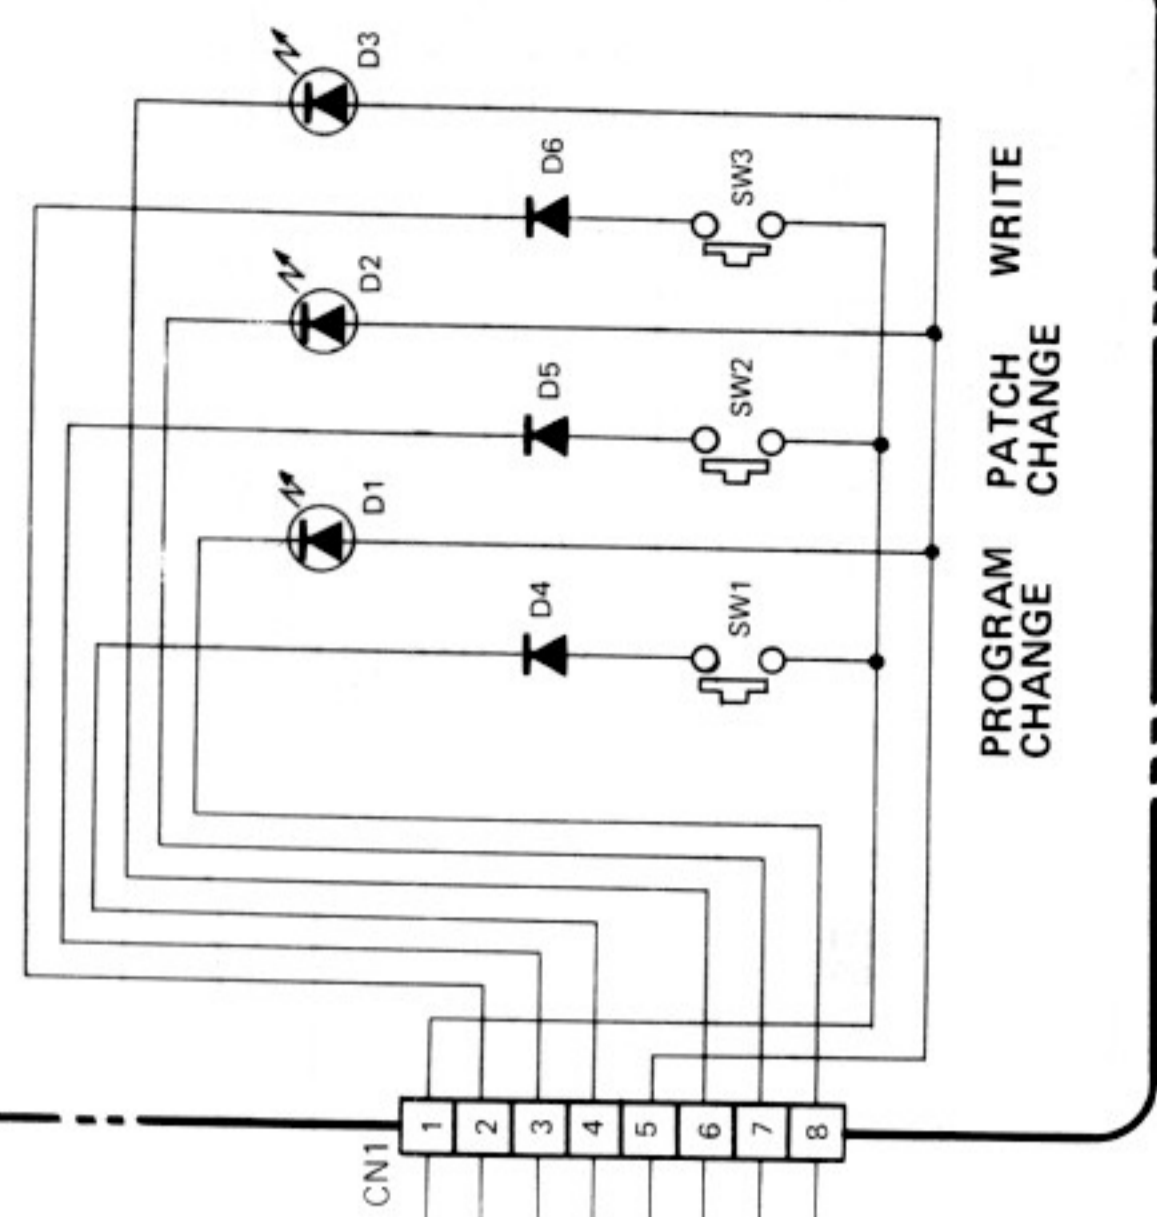 D3
D6
SW3
D2
D5
SW2
D1
D4
SW1
WRITE
PATCH
CHANGE
PROGRAM
CHANGE
CN1
1
2
3
4
5
6
7
8